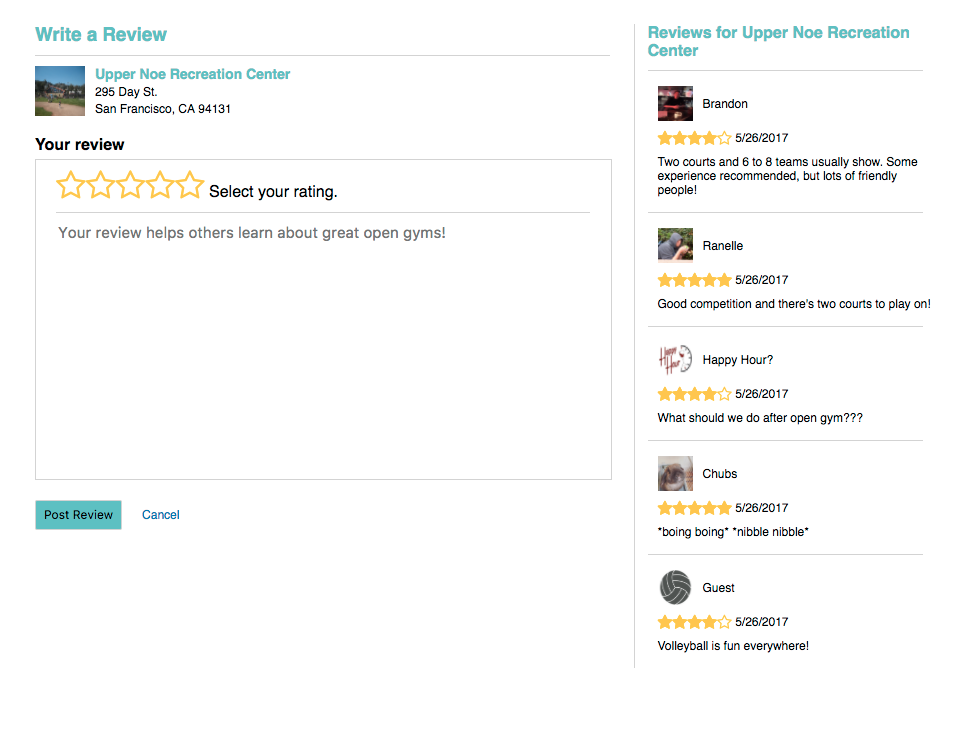 Write a Review
Upper Noe Recreation Center
295 Day St.
San Francisco, CA 94131
Your review
Select your rating.
Your review helps others learn about great open gyms!
Post Review
Cancel
Reviews for Upper Noe Recreation
Center
Brandon
5/26/2017
Two courts and 6 to 8 teams usually show. Some
experience recommended, but lots of friendly
people!
Ranelle
5/26/2017
Good competition and there's two courts to play on!
Happy Hour
Happy Hour?
5/26/2017
What should we do after open gym???
Chubs
5/26/2017
*boing boing* *nibble nibble*
Guest
5/26/2017
Volleyball is fun everywhere!